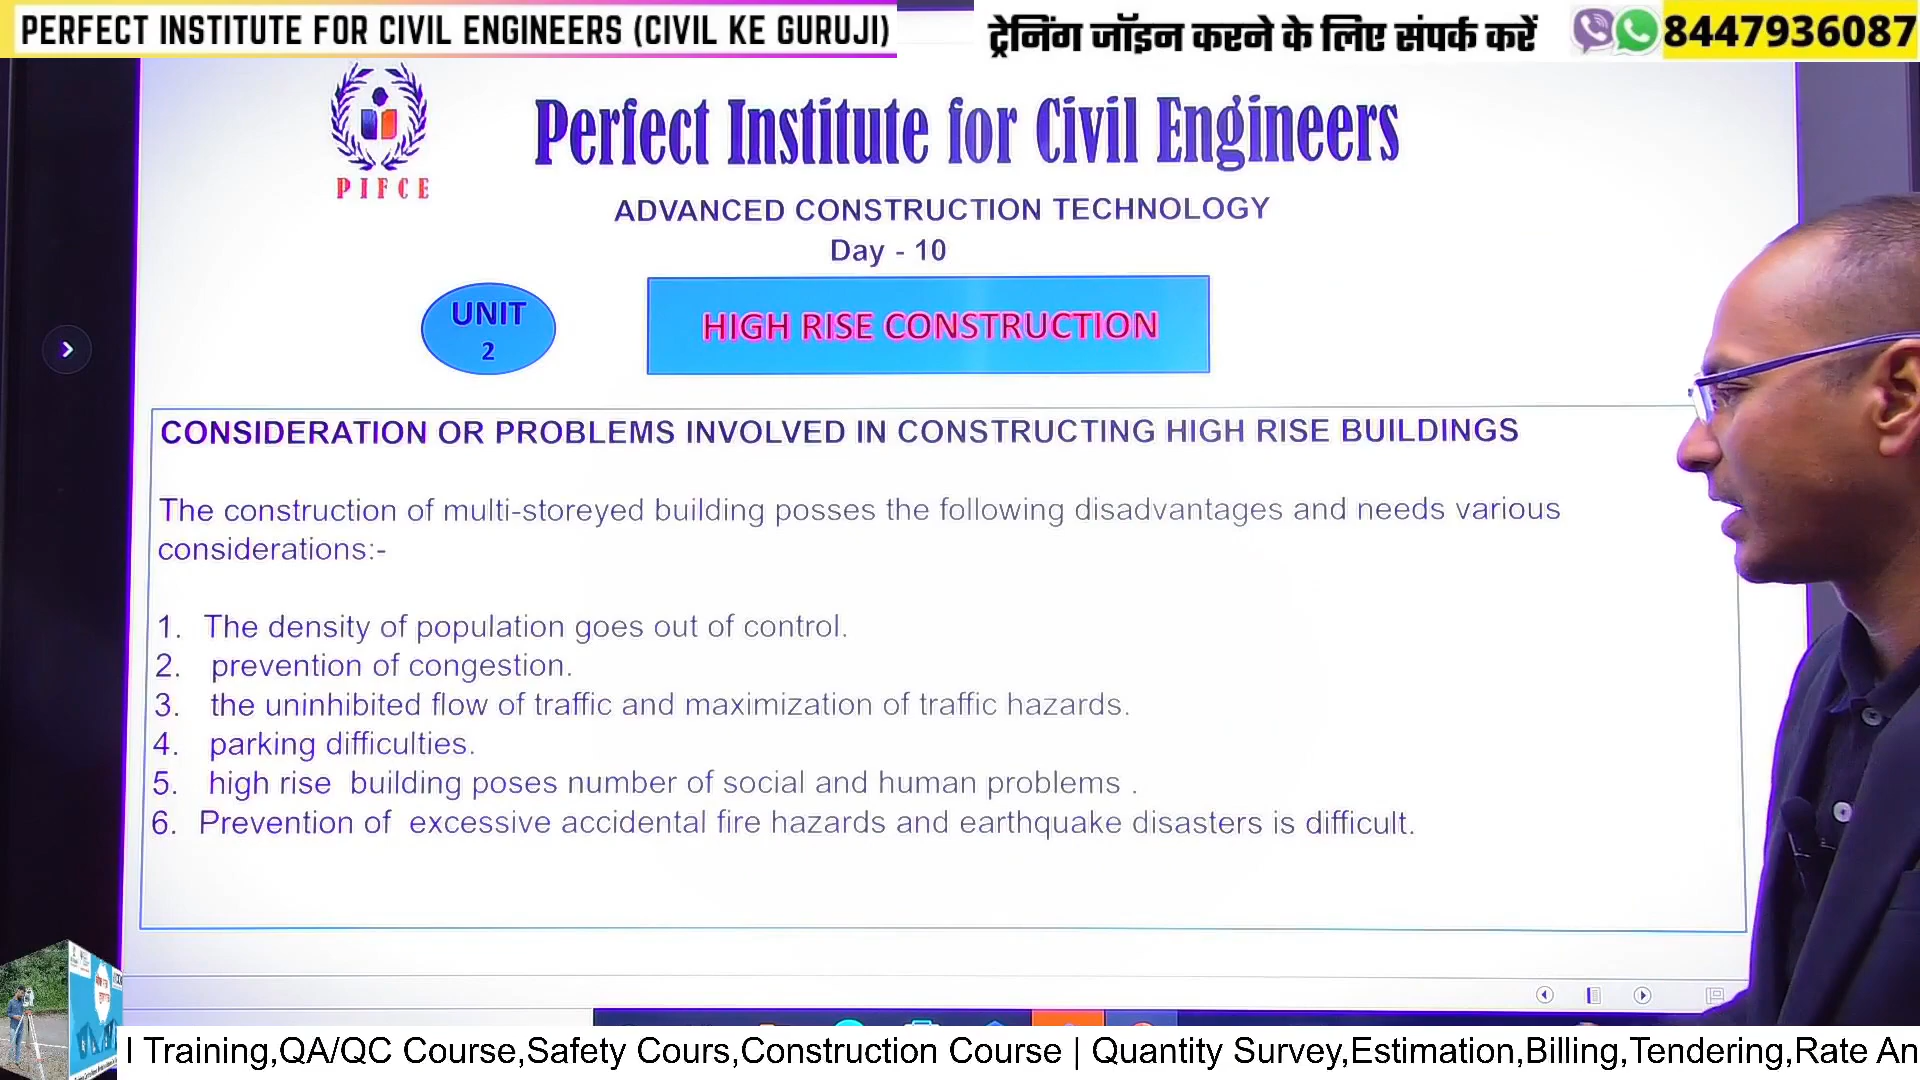 PERFECT INSTITUTE FOR CIVIL ENGINEERS (CIVIL KE GURUJI)
ट्रेनिंग जॉइन करने के लिए संपर्क करें
8447936087
PIFCE
Perfect Institute for Civil Engineers
ADVANCED CONSTRUCTION TECHNOLOGY
Day - 10
UNIT
2
HIGH RISE CONSTRUCTION
CONSIDERATION OR PROBLEMS INVOLVED IN CONSTRUCTING HIGH RISE BUILDINGS
The construction of multi-storeyed building posses the following disadvantages and needs various
considerations:-
1. The density of population goes out of control.
2. prevention of congestion.
3. the uninhibited flow of traffic and maximization of traffic hazards.
4. parking difficulties.
5. high rise building poses number of social and human problems .
6. Prevention of excessive accidental fire hazards and earthquake disasters is difficult.
l Training,QA/QC Course,Safety Cours,Construction Course | Quantity Survey,Estimation,Billing,Tendering,Rate An